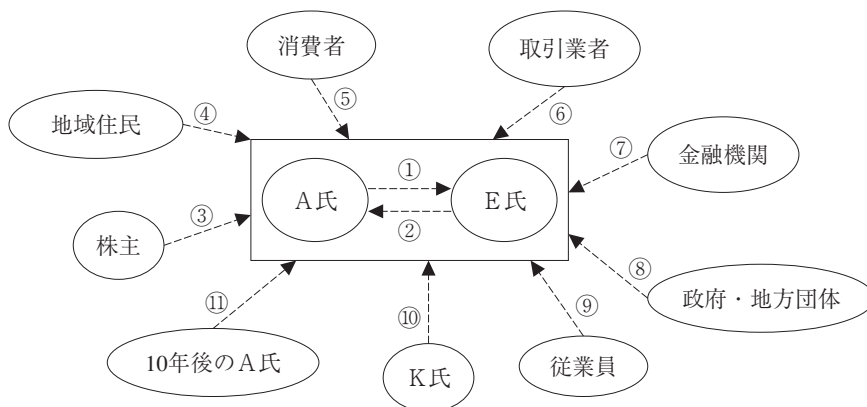 消費者
取引業者
⑤
⑥
地域住民
④
⑦
金融機関
①
A氏
E氏
②
株主
③
⑧
政府・地方団体
⑪
⑩
⑨
10年後のA氏
K氏
従業員